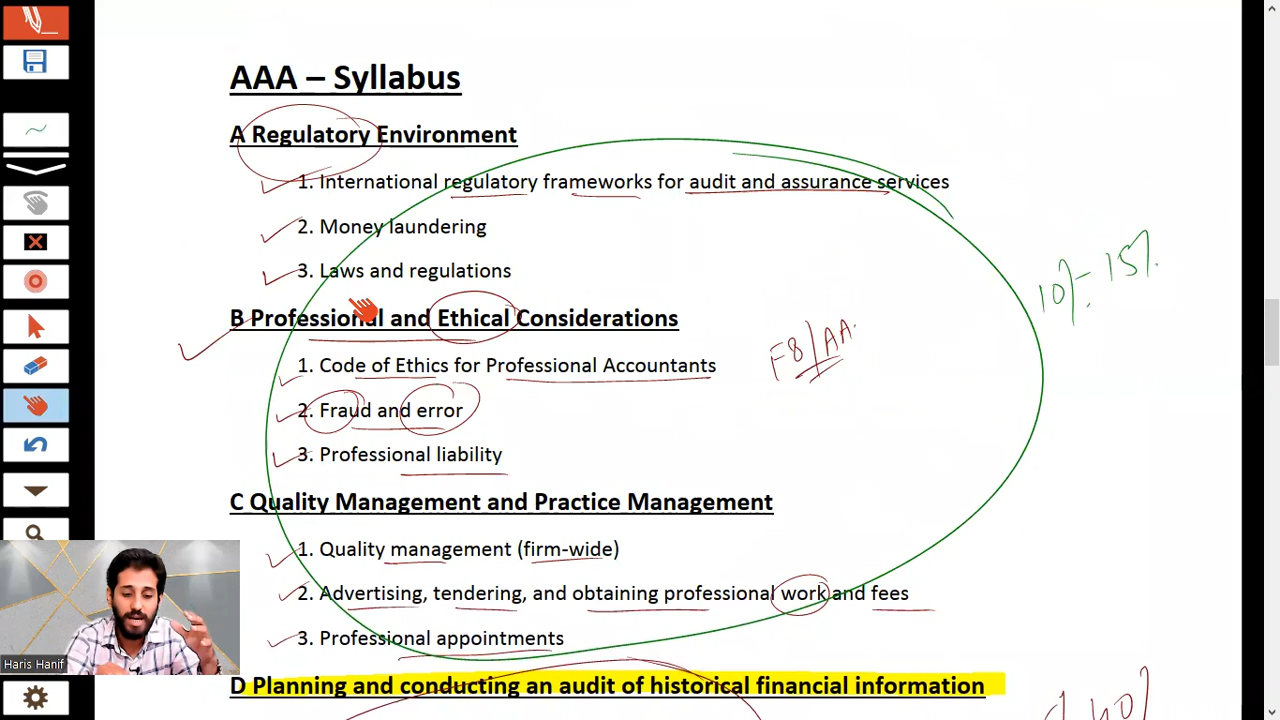 AAA – Syllabus
A Regulatory Environment
1. International regulatory frameworks for audit and assurance services
2. Money laundering
3. Laws and regulations
10% - 15%
B Professional and Ethical Considerations
F8/AA
1. Code of Ethics for Professional Accountants
2. Fraud and error
3. Professional liability
C Quality Management and Practice Management
1. Quality management (firm-wide)
2. Advertising, tendering, and obtaining professional work and fees
3. Professional appointments
Haris Hanif
D Planning and conducting an audit of historical financial information